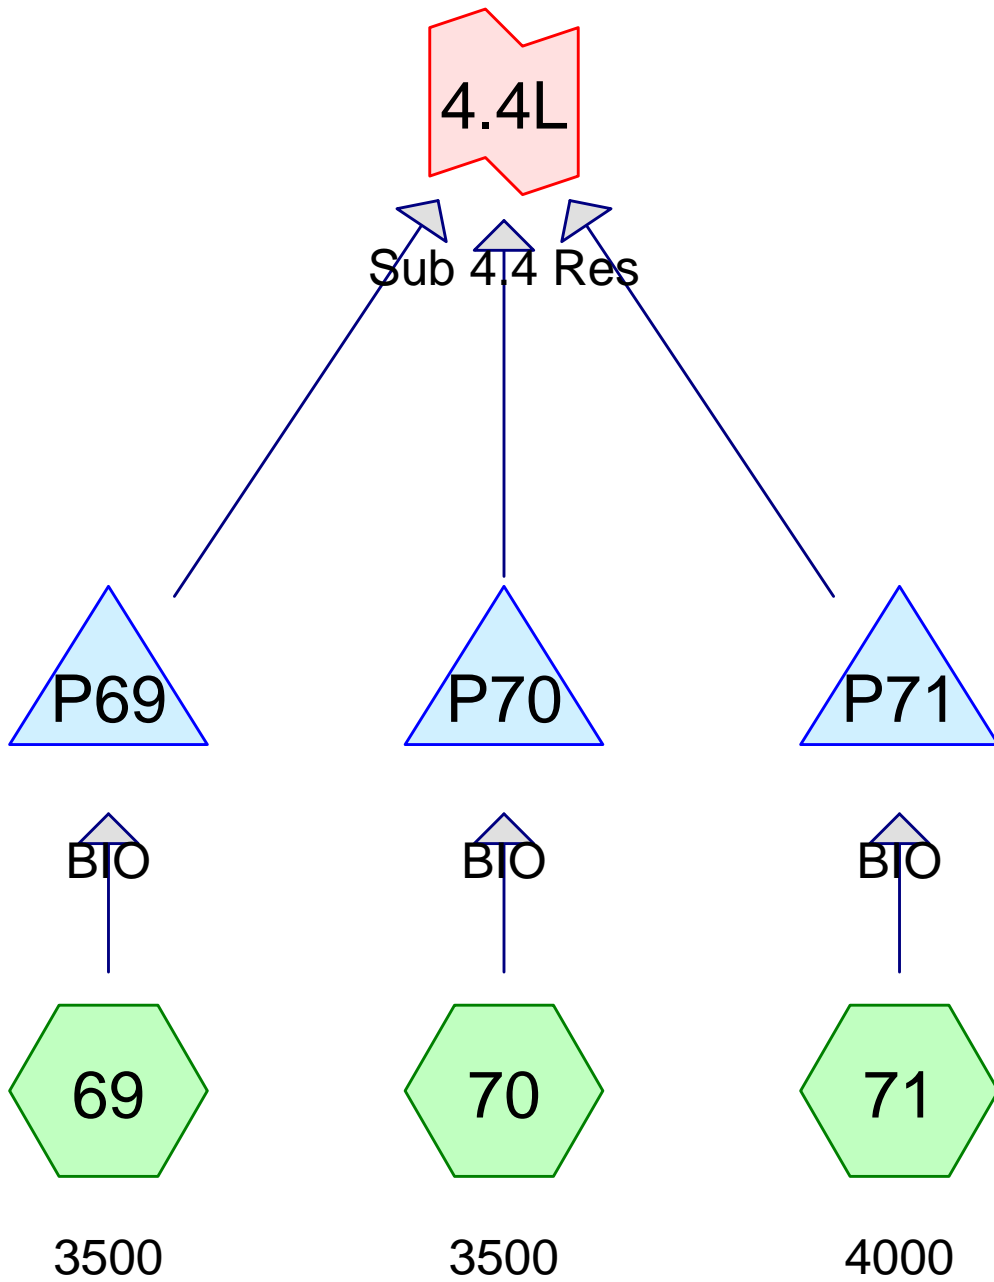 4.4L
Sub 4.4 Res
P69 P70 P71
BIO BIO BIO
69 70 71
3500 3500 4000